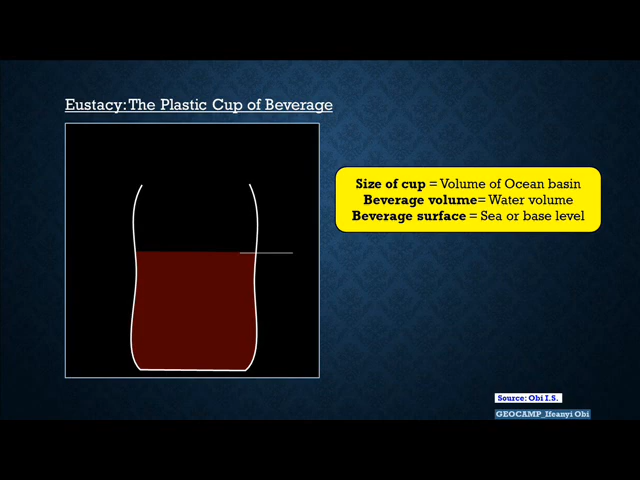 Eustacy: The Plastic Cup of Beverage
Size of cup = Volume of Ocean basin
Beverage volume= Water volume
Beverage surface = Sea or base level
Source: Obi I.S.
GEOCAMP_Ifeanyi Obi